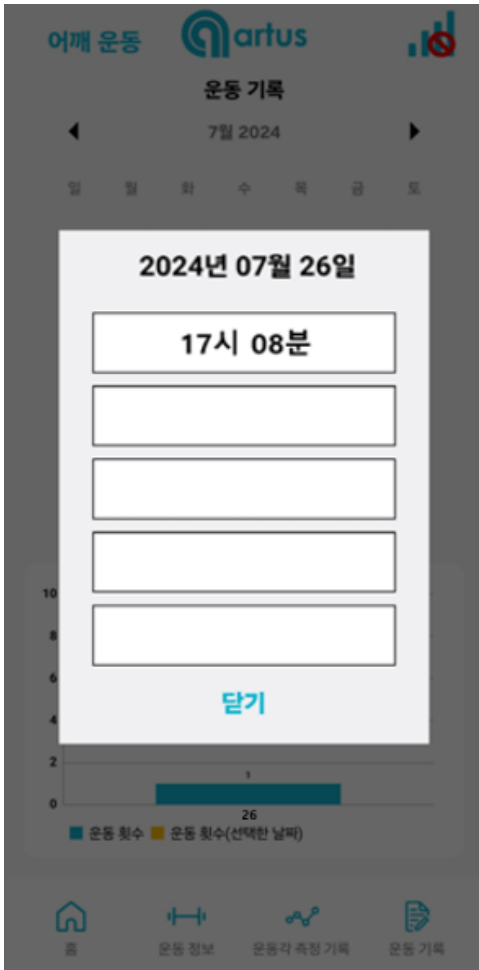 어깨 운동 artus
운동 기록
7월 2024
일 월 화 수 목 금 토
2024년 07월 26일
17시 08분
닫기
10
8
6
4
2
0
1
26
운동 횟수 운동 횟수(선택한 날짜)
홈 운동 정보 운동각 측정 기록 운동 기록